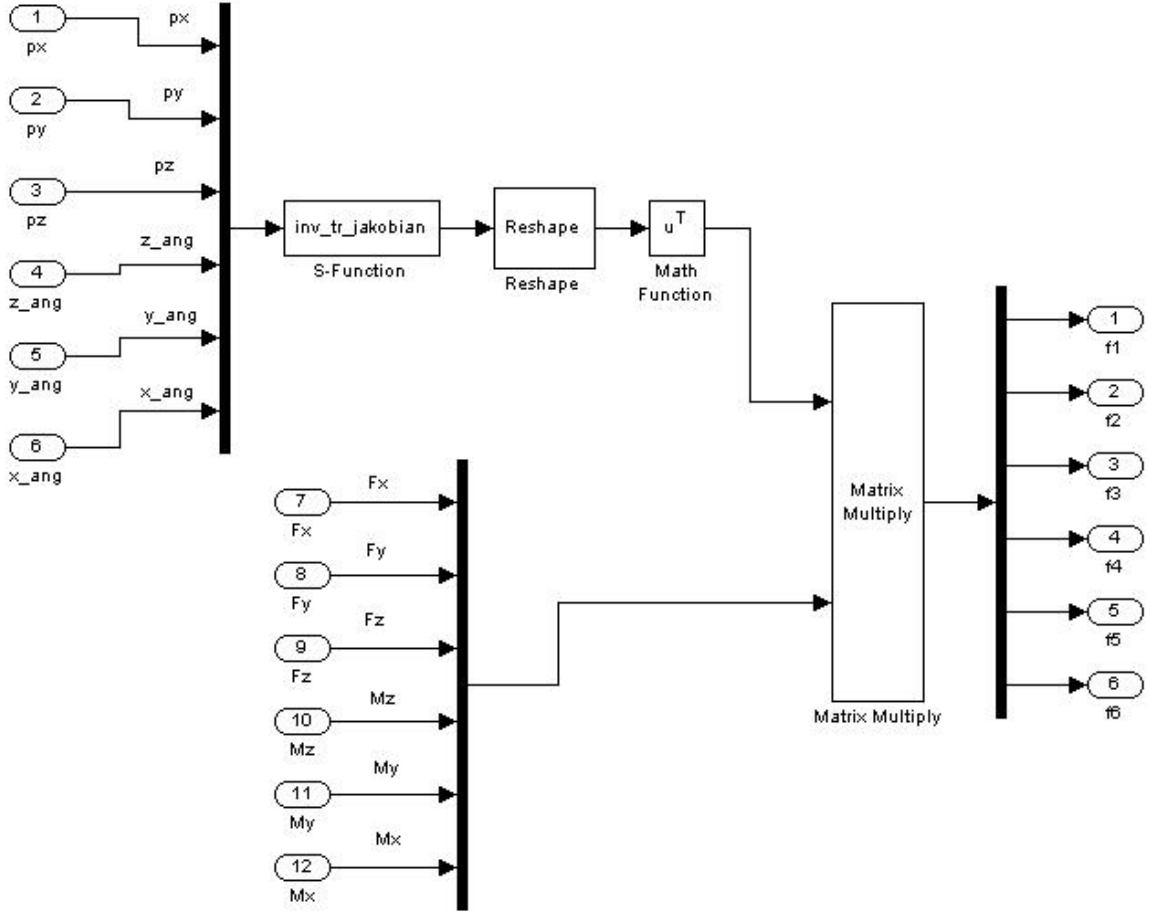 1
px
px
2
py
py
3
pz
pz
4
z_ang
z_ang
5
y_ang
y_ang
6
x_ang
x_ang
inv_tr_jakobian
S-Function
Reshape
Reshape
u^T
Math
Function
7
Fx
Fx
8
Fy
Fy
9
Fz
Fz
10
Mz
Mz
11
My
My
12
Mx
Mx
Matrix
Multiply
Matrix Multiply
1
f1
2
f2
3
f3
4
f4
5
f5
6
f6